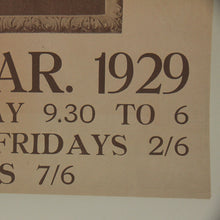 AR. 1929
AY 9.30 TO 6
FRIDAYS 2/6
S 7/6